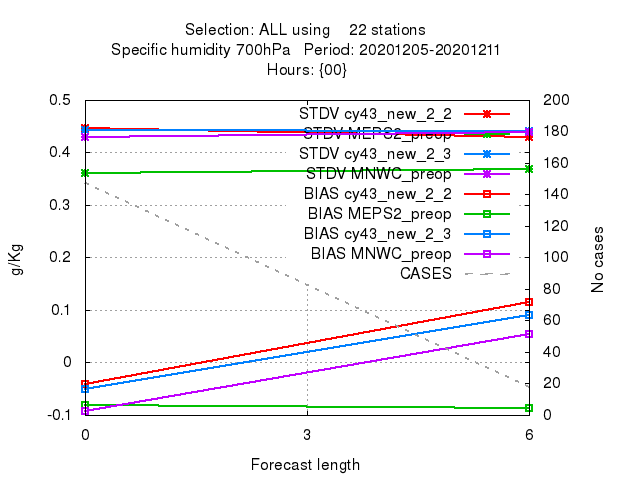 Selection: ALL using    22 stations
Specific humidity 700hPa   Period: 20201205-20201211
Hours: {00}
0.5
0.4
0.3
0.2
0.1
0
-0.1
g/Kg
STDV cy43_new_2_2
STDV MEPS2_preop
STDV cy43_new_2_3
STDV MNWC_preop
BIAS cy43_new_2_2
BIAS MEPS2_preop
BIAS cy43_new_2_3
BIAS MNWC_preop
CASES
200
180
160
140
120
100
80
60
40
20
0
No cases
0 3 6
Forecast length